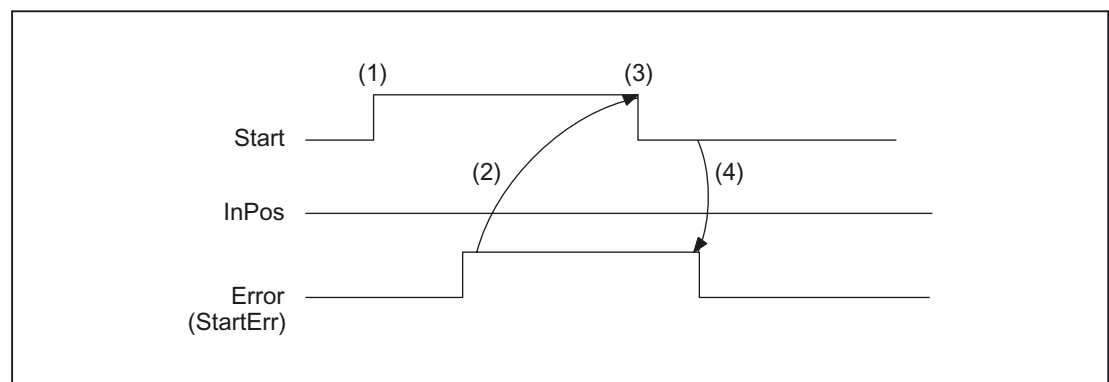 (1)
(3)
Start
(2)
(4)
InPos
Error
(StartErr)